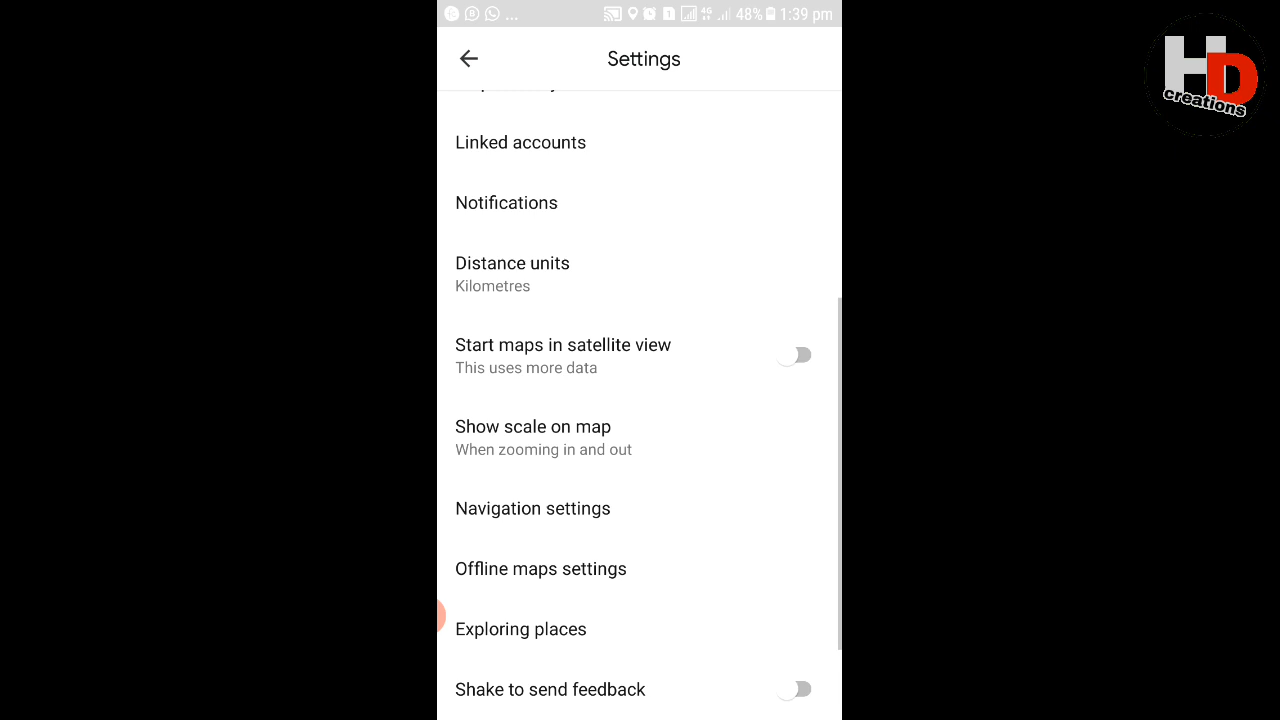 ... 4G 48% 1:39 pm
Settings
Linked accounts
Notifications
Distance units
Kilometres
Start maps in satellite view
This uses more data
Show scale on map
When zooming in and out
Navigation settings
Offline maps settings
Exploring places
Shake to send feedback
HD
creations